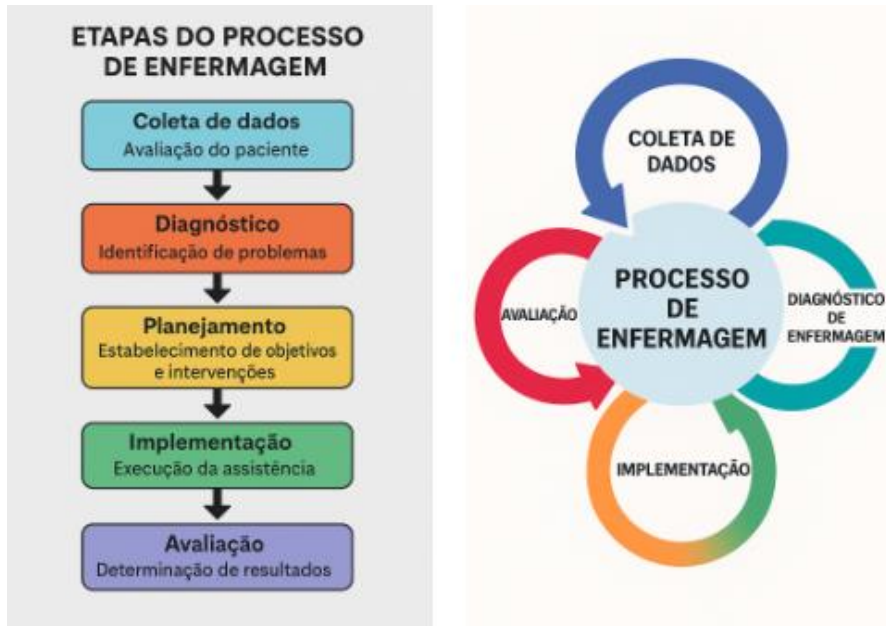 ETAPAS DO PROCESSO
DE ENFERMAGEM
Coleta de dados
Avaliação do paciente
Diagnóstico
Identificação de problemas
Planejamento
Estabelecimento de objetivos
e intervenções
Implementação
Execução da assistência
Avaliação
Determinação de resultados
COLETA DE
DADOS
PROCESSO
DE
ENFERMAGEM
DIAGNÓSTICO
DE
ENFERMAGEM
IMPLEMENTAÇÃO
AVALIAÇÃO